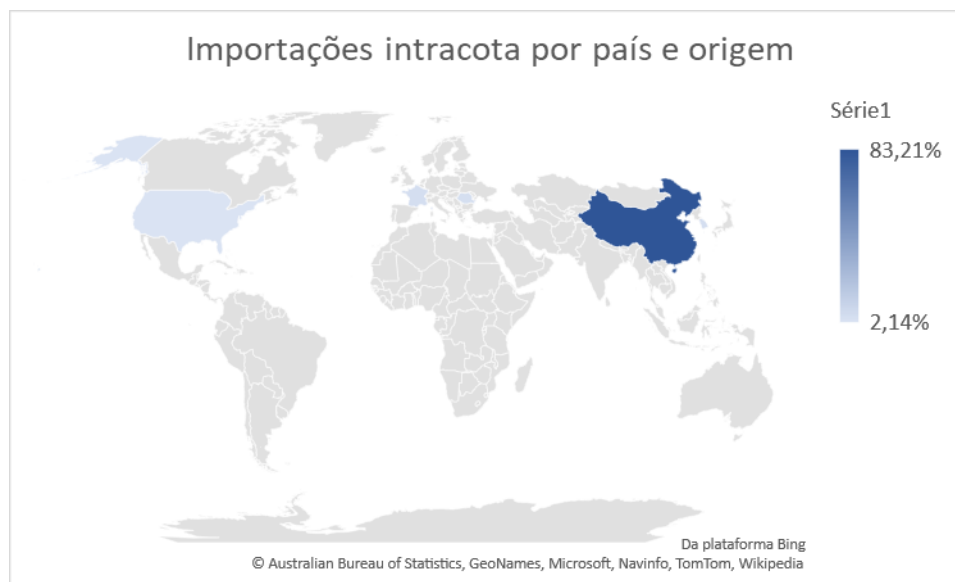 Importações intracota por país e origem
Série1
83,21%
2,14%
Da plataforma Bing
© Australian Bureau of Statistics, GeoNames, Microsoft, Navinfo, TomTom, Wikipedia